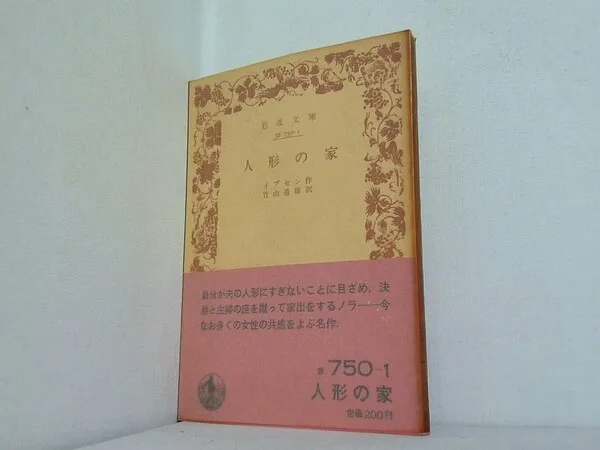 岩波文庫
32-750-1
人形の家
イプセン作
竹山道雄訳
自分が夫の人形にすぎないことに目ざめ、決
然と主婦の座を蹴って家出をするノラ――今
なお多くの女性の共感をよぶ名作.
赤 750-1
人形の家
定価200円